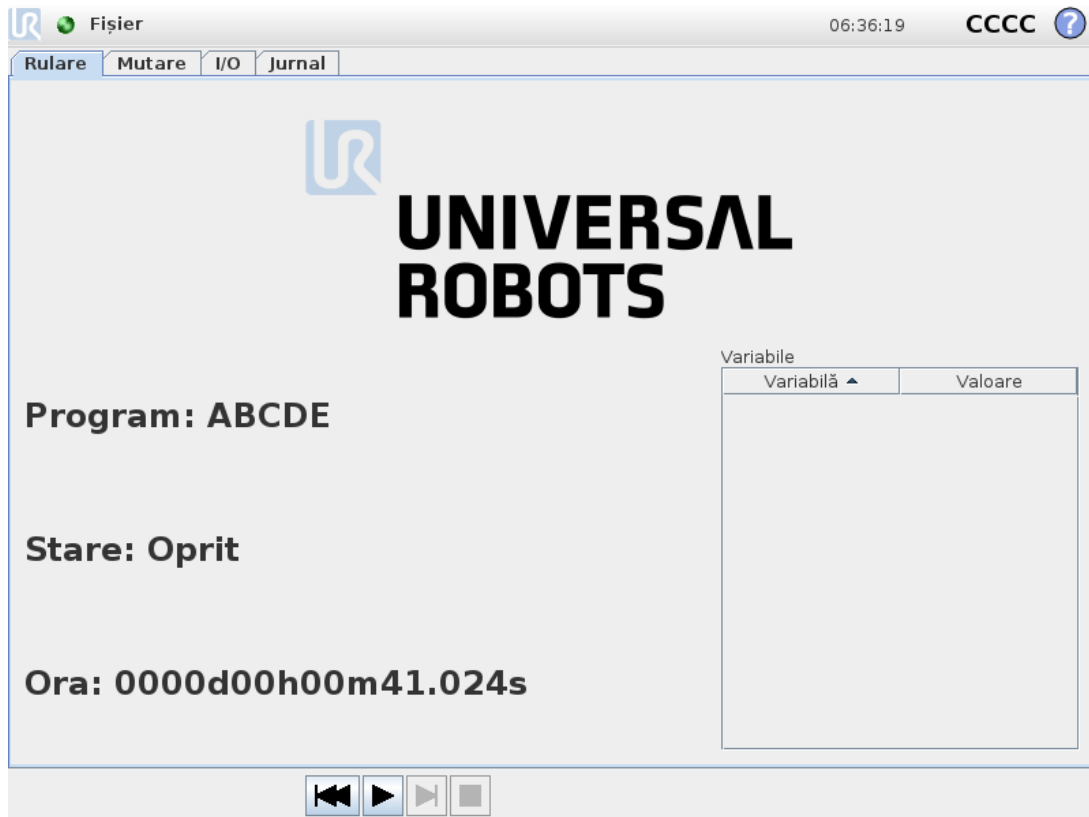 Fișier 06:36:19 CCCC ?
Rulare Mutare I/O Jurnal
UR
UNIVERSAL
ROBOTS
Variabile
Variabilă Valoare
Program: ABCDE
Stare: Oprit
Ora: 0000d00h00m41.024s